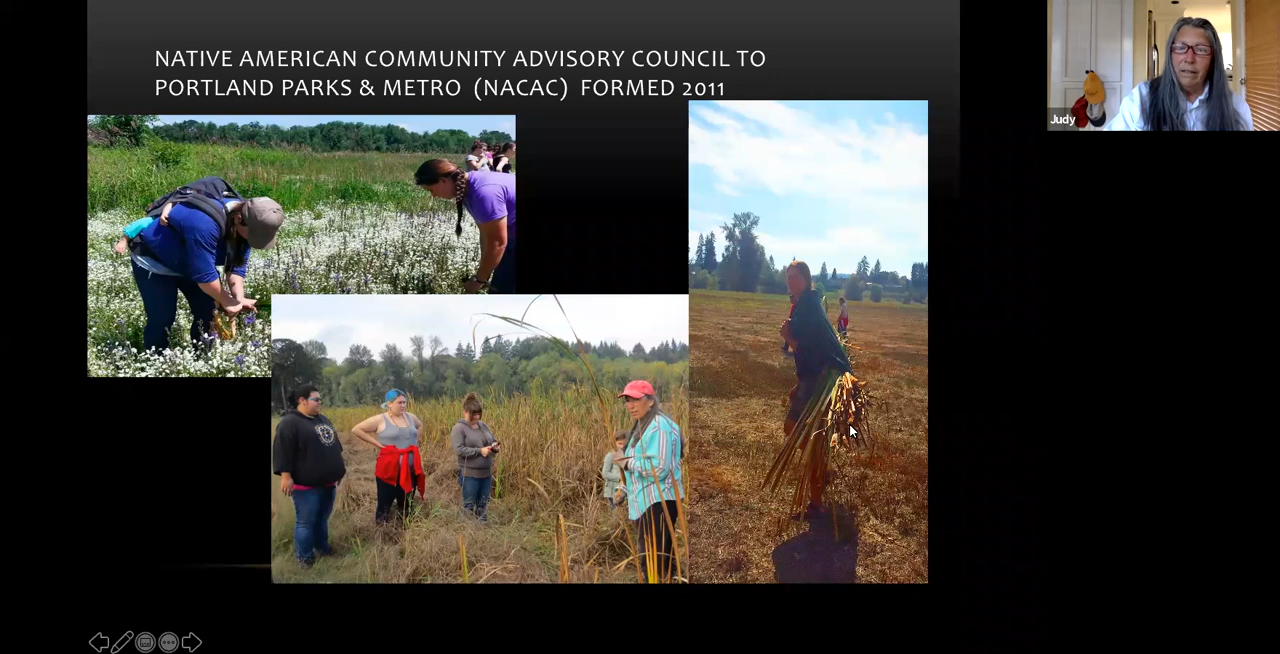 NATIVE AMERICAN COMMUNITY ADVISORY COUNCIL TO
PORTLAND PARKS & METRO (NACAC) FORMED 2011
Judy